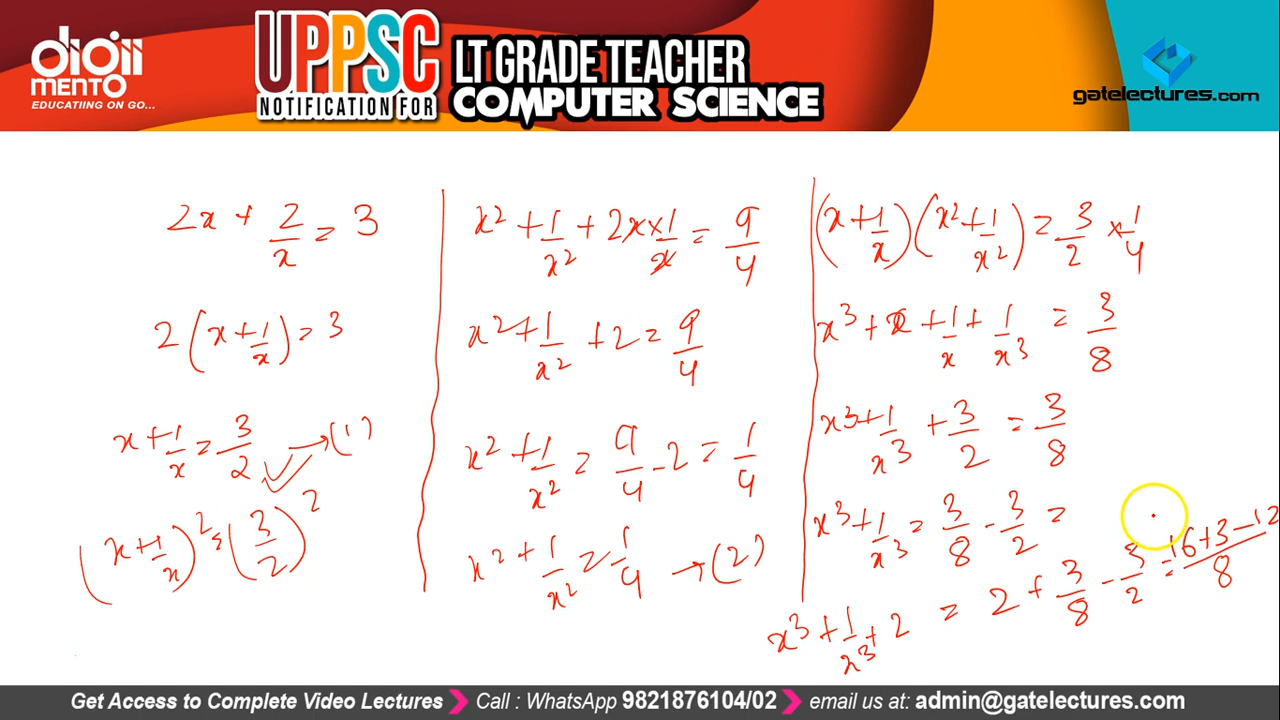 digii
MENTO
EDUCATIING ON GO...
UPPSC
NOTIFICATION FOR
LT GRADE TEACHER
COMPUTER SCIENCE
gatelectures.com
2x + 2/x = 3
2(x+1/x) = 3
x+1/x = 3/2 → (1)
(x+1/x)² = (3/2)²
x² + 1/x² + 2x × 1/x = 9/4
x² + 1/x² + 2 = 9/4
x² + 1/x² = 9/4 - 2 = 1/4
x² + 1/x² = 1/4 → (2)
(x+1/x)(x²+1/x²) = 3/2 × 1/4
x³ + x + 1/x + 1/x³ = 3/8
x³+1/x³ + 3/2 = 3/8
x³+1/x³ = 3/8 - 3/2 =
x³+1/x³+2 = 2 + 3/8 - 3/2 = 16+3-12/8
Get Access to Complete Video Lectures
Call : WhatsApp 9821876104/02
email us at: admin@gatelectures.com